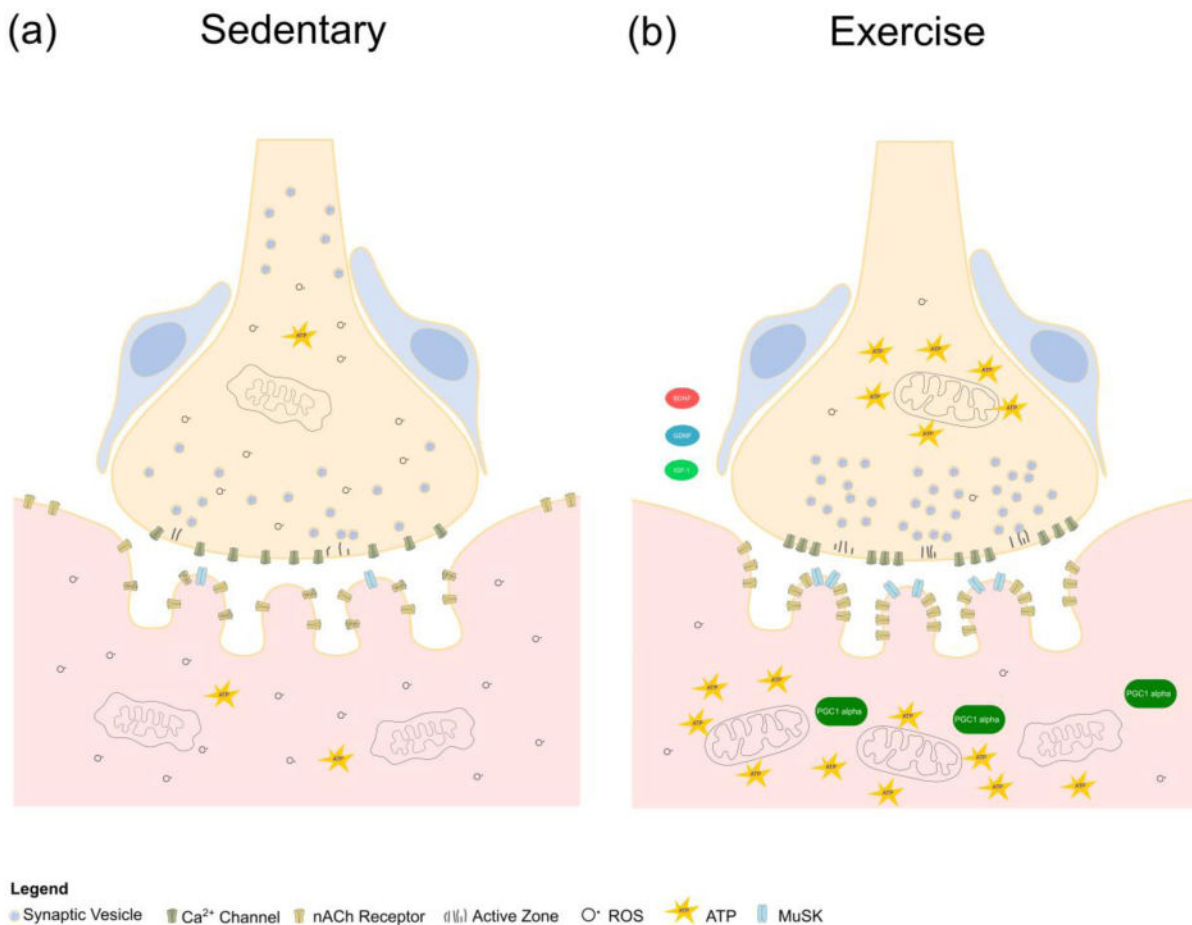 (a) Sedentary
(b) Exercise
ATP
ATP
ATP
ATP
ATP
ATP
ATP
ATP
ATP
BDNF
GDNF
IGF-1
ATP
ATP
ATP
ATP
ATP
ATP
ATP
ATP
ATP
ATP
PGC1 alpha
PGC1 alpha
PGC1 alpha
Legend
Synaptic Vesicle Ca²⁺ Channel nACh Receptor Active Zone ROS ATP MuSK